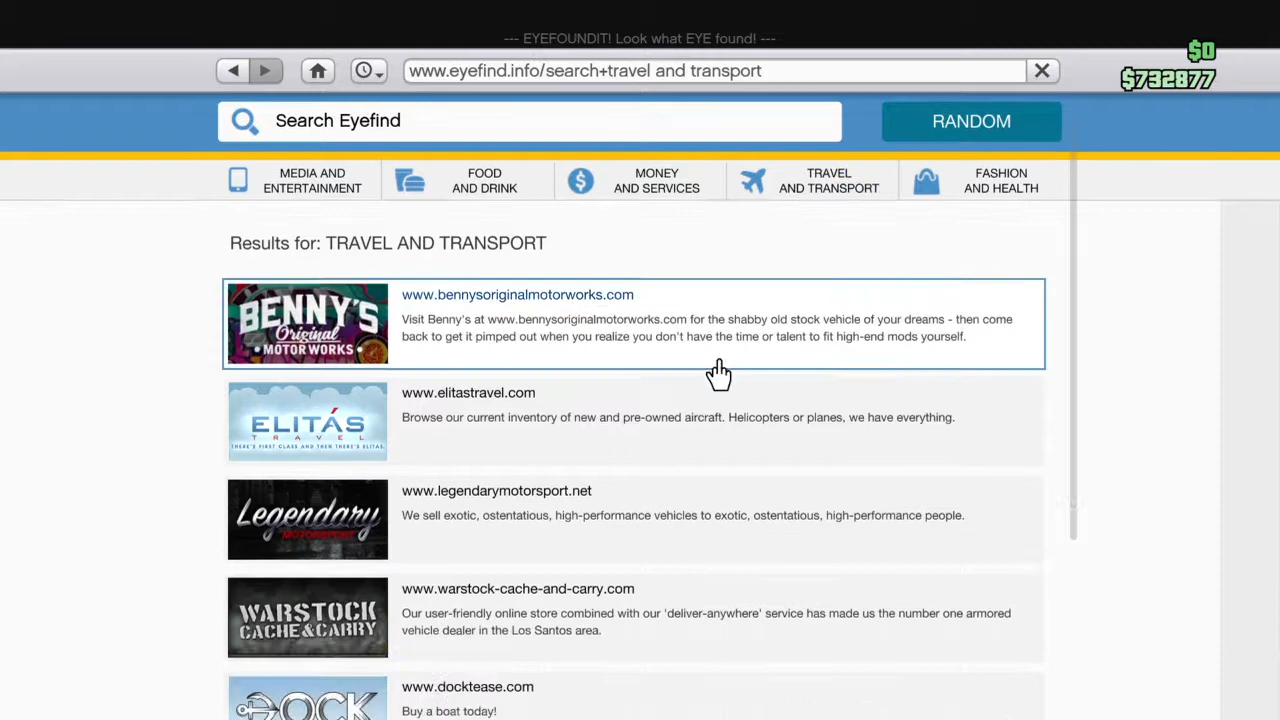 --- EYEFOUNDIT! Look what EYE found! ---
$0
www.eyefind.info/search+travel and transport
$732877
Search Eyefind
RANDOM
MEDIA AND
ENTERTAINMENT
FOOD
AND DRINK
MONEY
AND SERVICES
TRAVEL
AND TRANSPORT
FASHION
AND HEALTH
Results for: TRAVEL AND TRANSPORT
BENNY'S
Original
MOTOR WORKS
www.bennysoriginalmotorworks.com
Visit Benny's at www.bennysoriginalmotorworks.com for the shabby old stock vehicle of your dreams - then come
back to get it pimped out when you realize you don't have the time or talent to fit high-end mods yourself.
ELITÁS
TRAVEL
THERE'S FIRST CLASS AND THEN THERE'S ELITAS.
www.elitastravel.com
Browse our current inventory of new and pre-owned aircraft. Helicopters or planes, we have everything.
Legendary
MOTORSPORT
www.legendarymotorsport.net
We sell exotic, ostentatious, high-performance vehicles to exotic, ostentatious, high-performance people.
WARSTOCK
CACHE&CARRY
www.warstock-cache-and-carry.com
Our user-friendly online store combined with our 'deliver-anywhere' service has made us the number one armored
vehicle dealer in the Los Santos area.
DOCK
www.docktease.com
Buy a boat today!